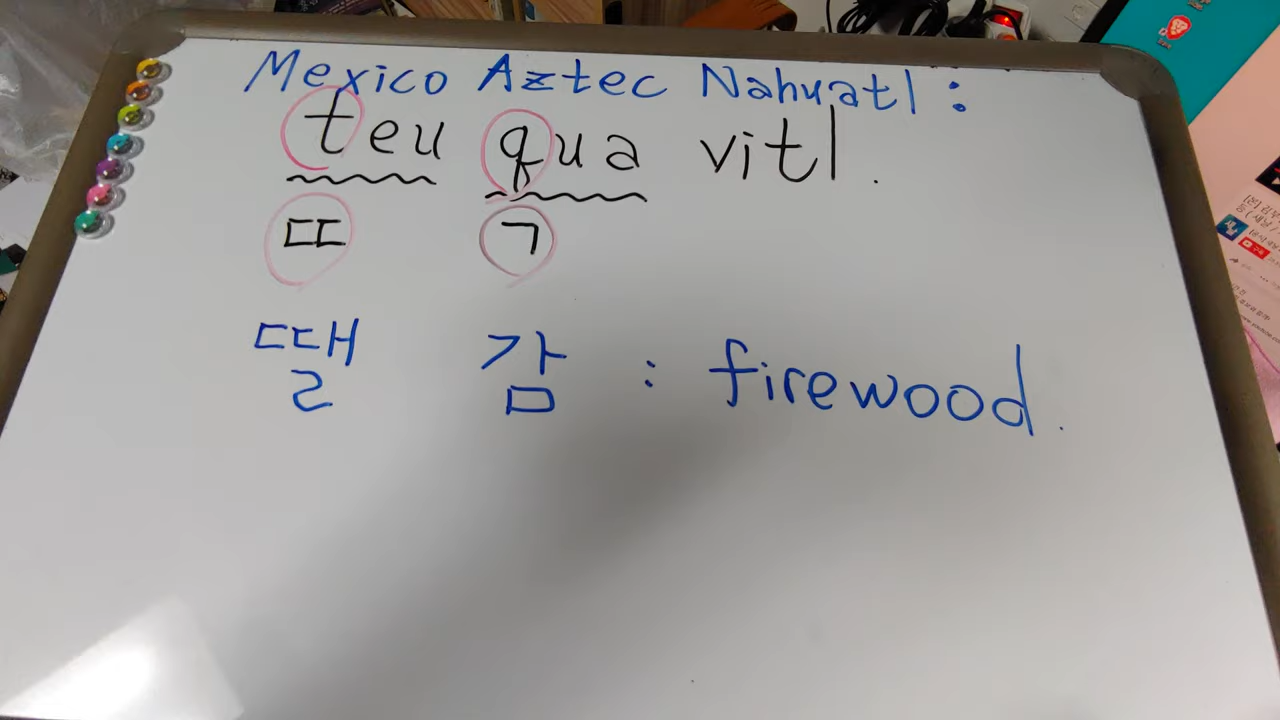 Mexico Aztec Nahuatl :
teu qua vitl.
ㄸ ㄱ
땔 감 : firewood.